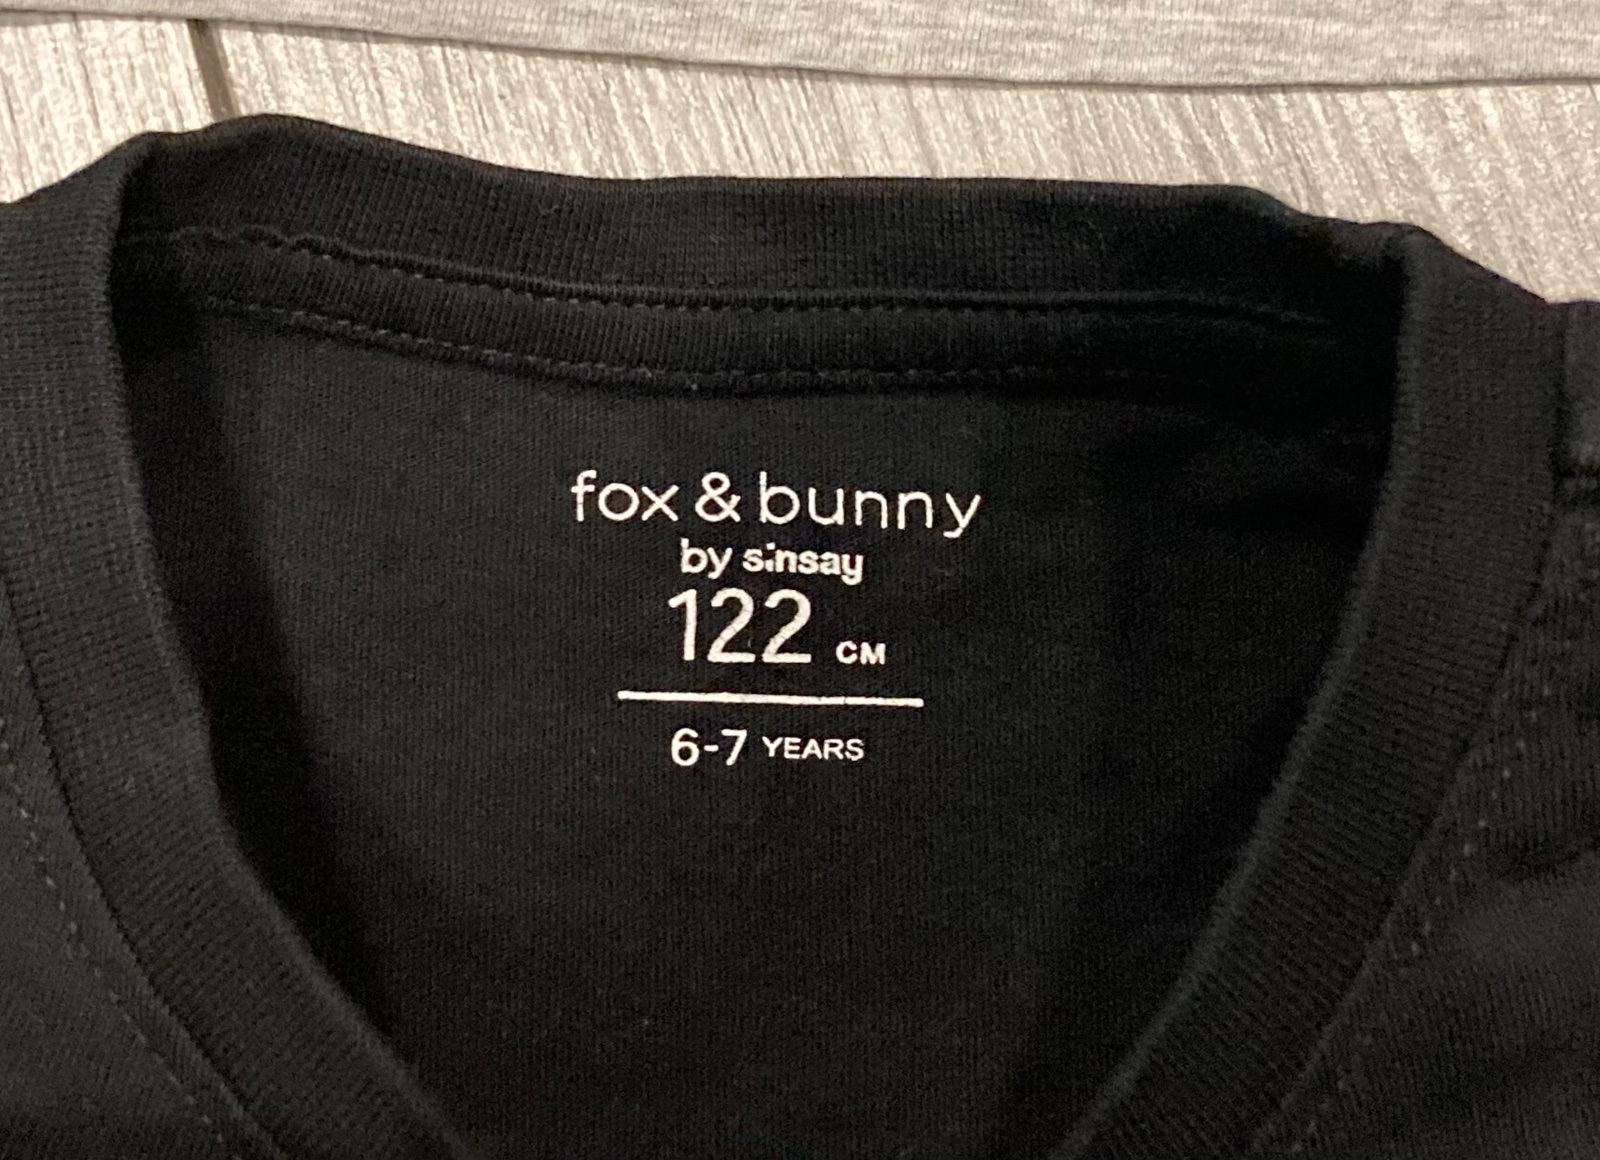 fox & bunny
by sinsay
122 CM
6-7 YEARS